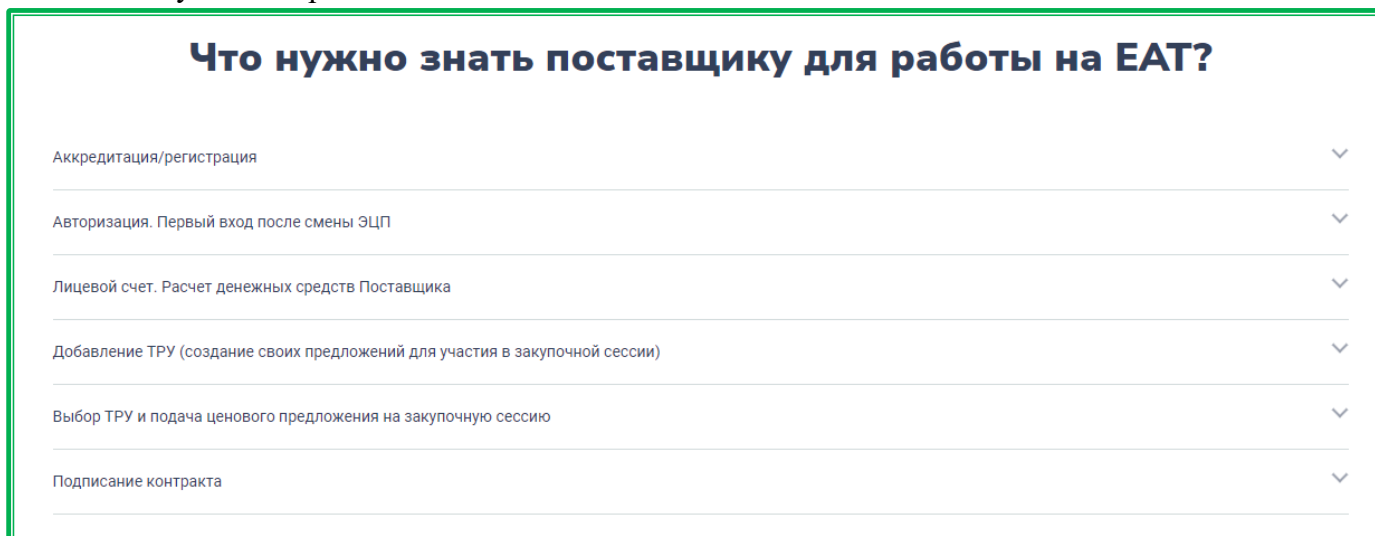 Что нужно знать поставщику для работы на ЕАТ?
Аккредитация/регистрация
Авторизация. Первый вход после смены ЭЦП
Лицевой счет. Расчет денежных средств Поставщика
Добавление ТРУ (создание своих предложений для участия в закупочной сессии)
Выбор ТРУ и подача ценового предложения на закупочную сессию
Подписание контракта